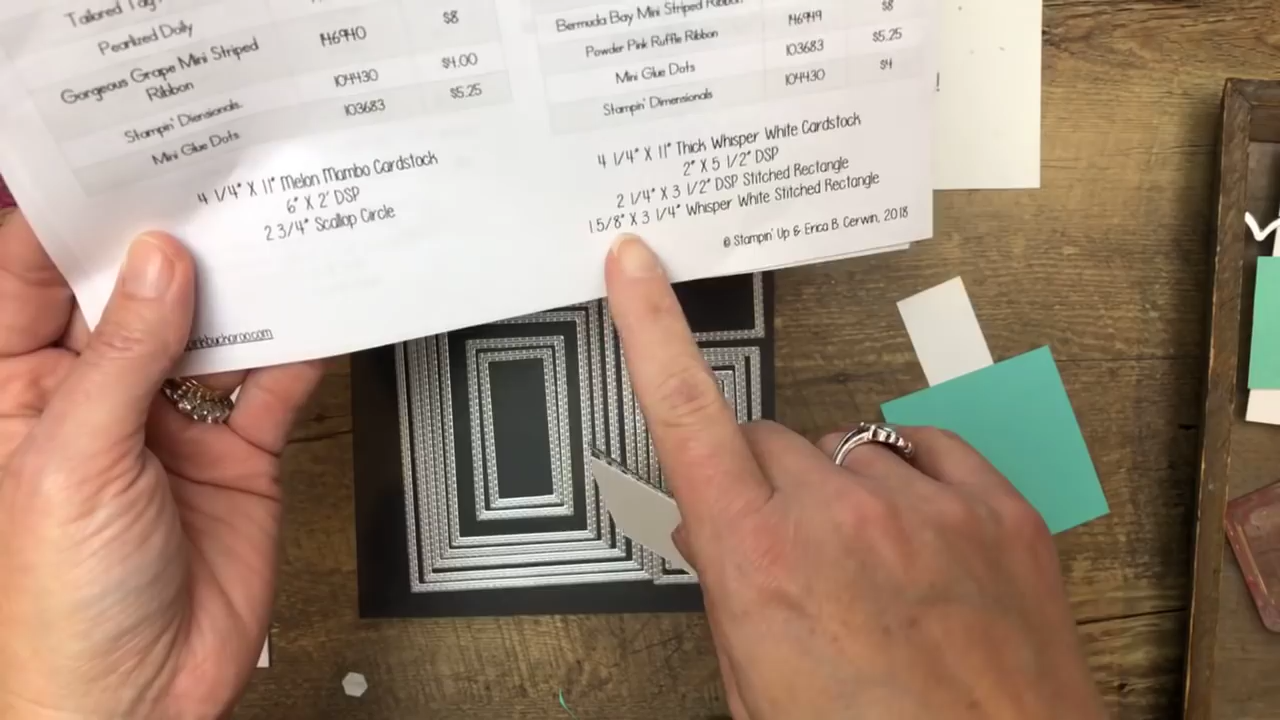 Tailored Tag
Pearlized Doily
$8
Gorgeous Grape Mini Striped
Ribbon
146940
$4.00
Stampin' Diensionals
104430
$5.25
Mini Glue Dots
103683
4 1/4" X 11" Melon Mambo Cardstock
6" X 2' DSP
2 3/4" Scallop Circle
Bermuda Bay Mini Striped Ribbon
146949
$8
Powder Pink Ruffle Ribbon
103683
$5.25
Mini Glue Dots
104430
$4
Stampin' Dimensionals
4 1/4" X 11" Thick Whisper White Cardstock
2" X 5 1/2" DSP
2 1/4" X 3 1/2" DSP Stitched Rectangle
1 5/8" X 3 1/4" Whisper White Stitched Rectangle
© Stampin' Up & Erica B Cerwin, 2018